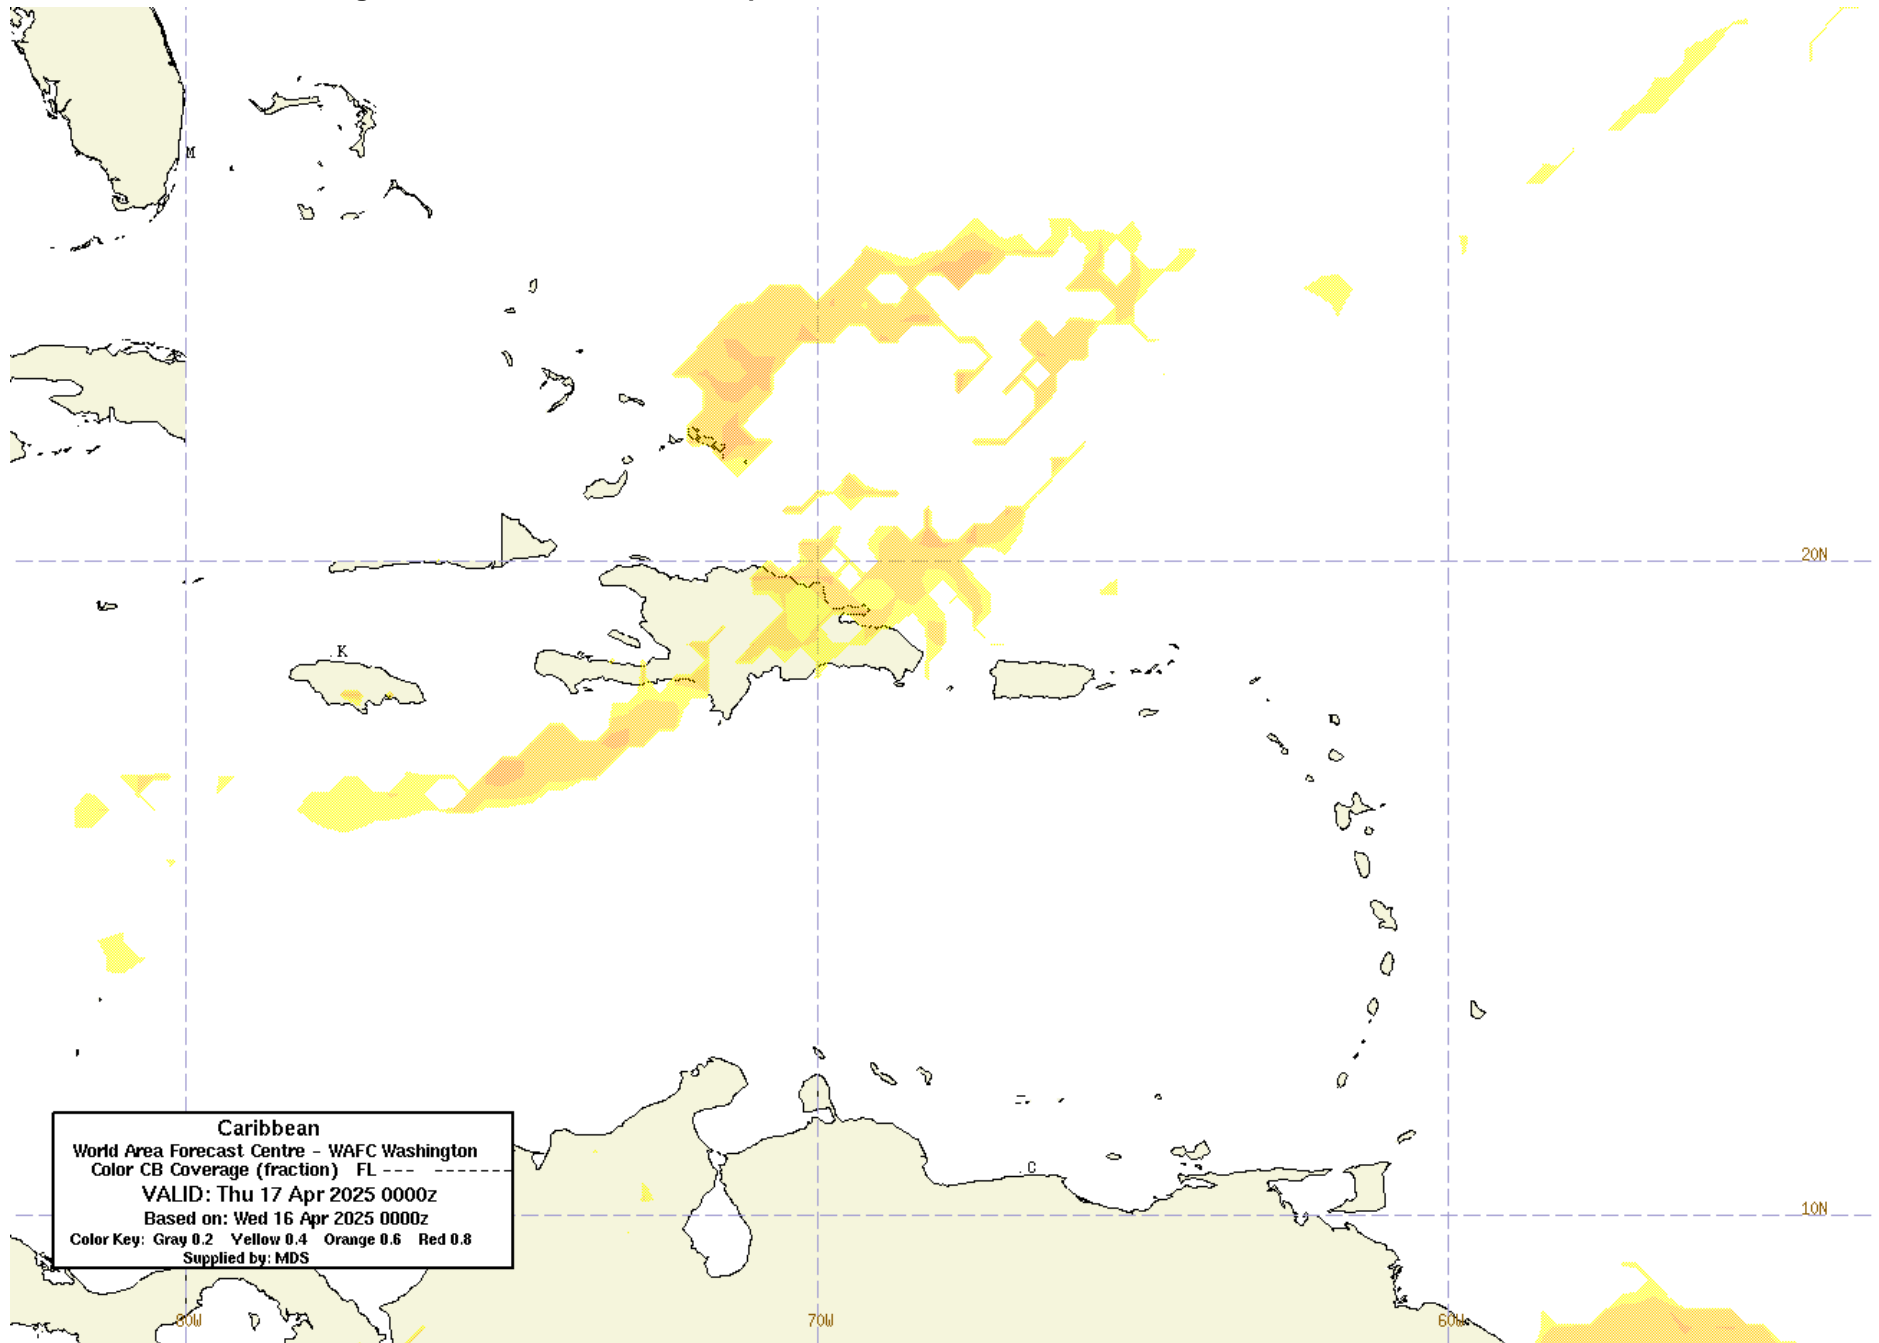 M
20N
K
C
10N
Caribbean
World Area Forecast Centre - WAFC Washington
Color CB Coverage (fraction) FL ---
VALID: Thu 17 Apr 2025 0000z
Based on: Wed 16 Apr 2025 0000z
Color Key: Gray 0.2 Yellow 0.4 Orange 0.6 Red 0.8
Supplied by: MDS
80W 70W 60W